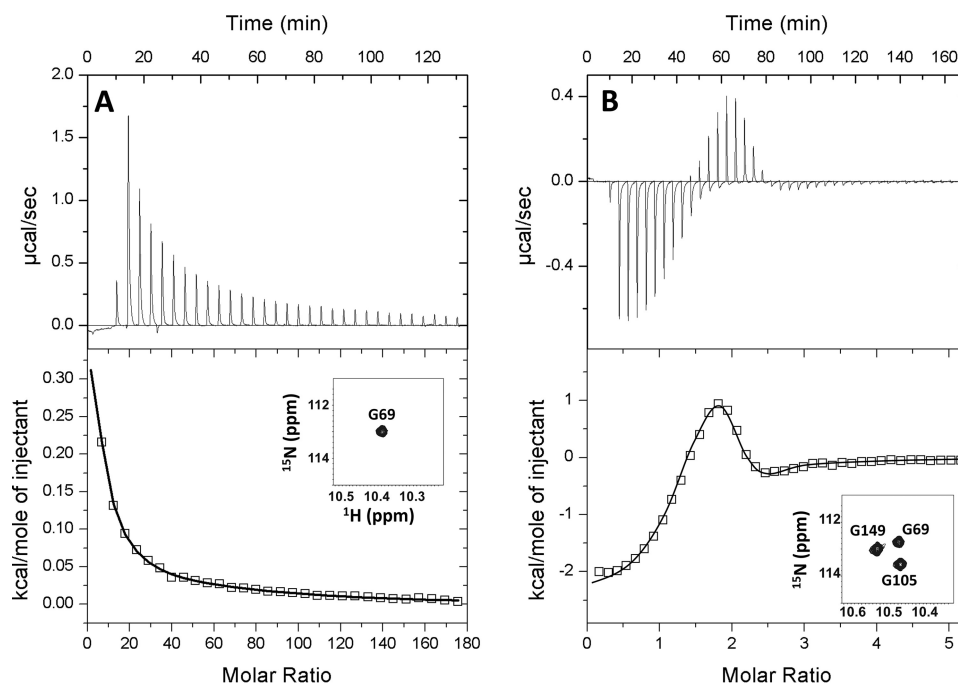 Time (min)
0 20 40 60 80 100 120
A
2.0
1.5
1.0
0.5
0.0
µcal/sec
0.30
0.25
0.20
0.15
0.10
0.05
0.00
kcal/mole of injectant
G69
112
114
15N (ppm)
10.5 10.4 10.3
1H (ppm)
0 20 40 60 80 100 120 140 160 180
Molar Ratio
Time (min)
0 20 40 60 80 100 120 140 160
B
0.4
0.0
-0.4
µcal/sec
1
0
-1
-2
kcal/mole of injectant
G149 G69
G105
112
114
15N (ppm)
10.6 10.5 10.4
0 1 2 3 4 5
Molar Ratio